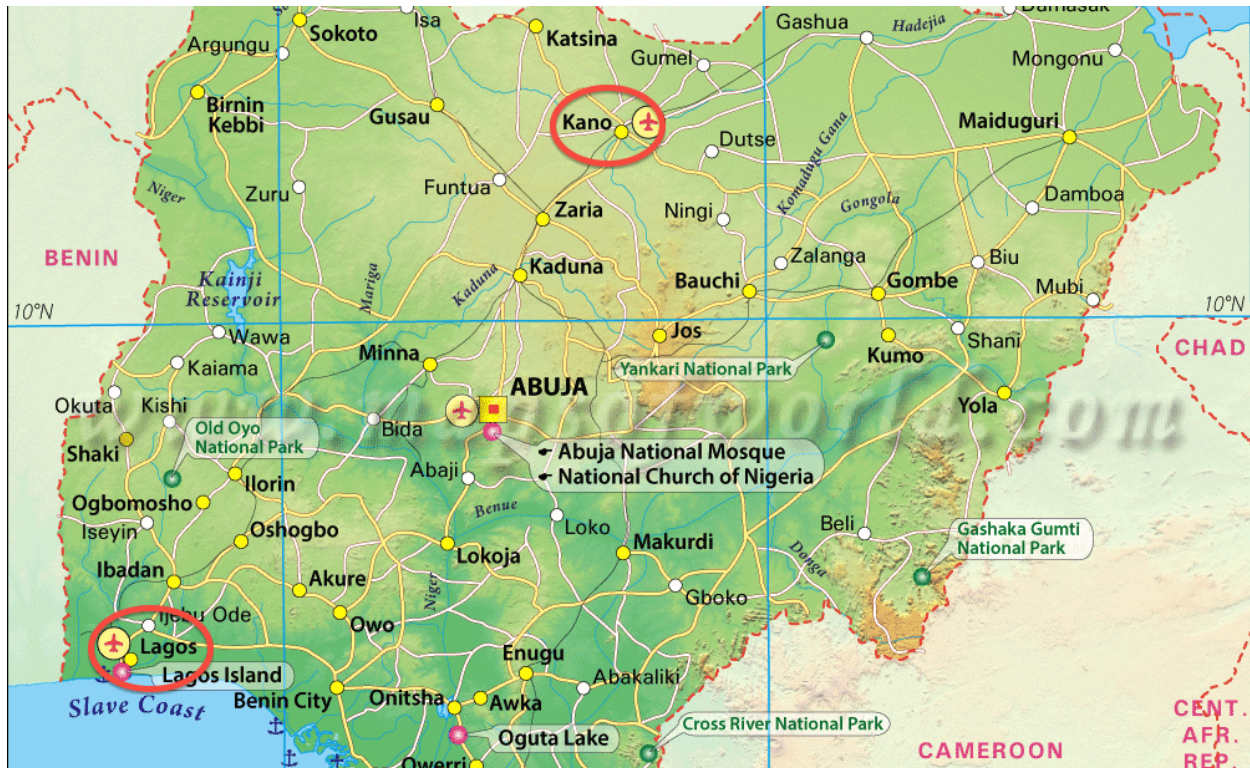 So
Isa
Sokoto
Katsina
Gashua
Hadejia
Damasak
Argungu
Gumel
Mongonu
Birnin
Kebbi
Gusau
Kano
Dutse
Komadugu Gana
Maiduguri
Niger
Zuru
Funtua
Zaria
Ningi
Gongola
Damboa
BENIN
Kainji
Reservoir
Mariga
Kaduna
Kaduna
Bauchi
Zalanga
Gombe
Biu
Mubi
10°N
10°N
Wawa
Minna
Jos
Kumo
Shani
CHAD
Kaiama
Yankari National Park
ABUJA
Okuta
Kishi
Bida
Yola
Old Oyo
National Park
Shaki
Abaji
Abuja National Mosque
National Church of Nigeria
Ilorin
Ogbomosho
Benue
Loko
Iseyin
Oshogbo
Lokoja
Makurdi
Beli
Gashaka Gumti
National Park
Donga
Ibadan
Akure
Niger
Gboko
Ijebu Ode
Owo
Lagos
Lagos Island
Enugu
Abakaliki
Slave Coast
Benin City
Onitsha
Awka
Oguta Lake
Cross River National Park
CENT.
AFR.
REP.
CAMEROON
Owerri